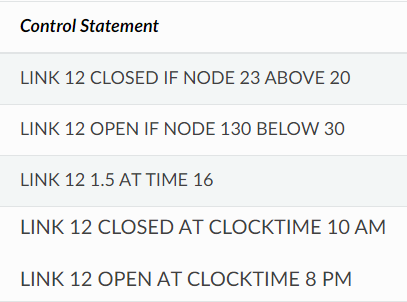 Control Statement
LINK 12 CLOSED IF NODE 23 ABOVE 20
LINK 12 OPEN IF NODE 130 BELOW 30
LINK 12 1.5 AT TIME 16
LINK 12 CLOSED AT CLOCKTIME 10 AM
LINK 12 OPEN AT CLOCKTIME 8 PM